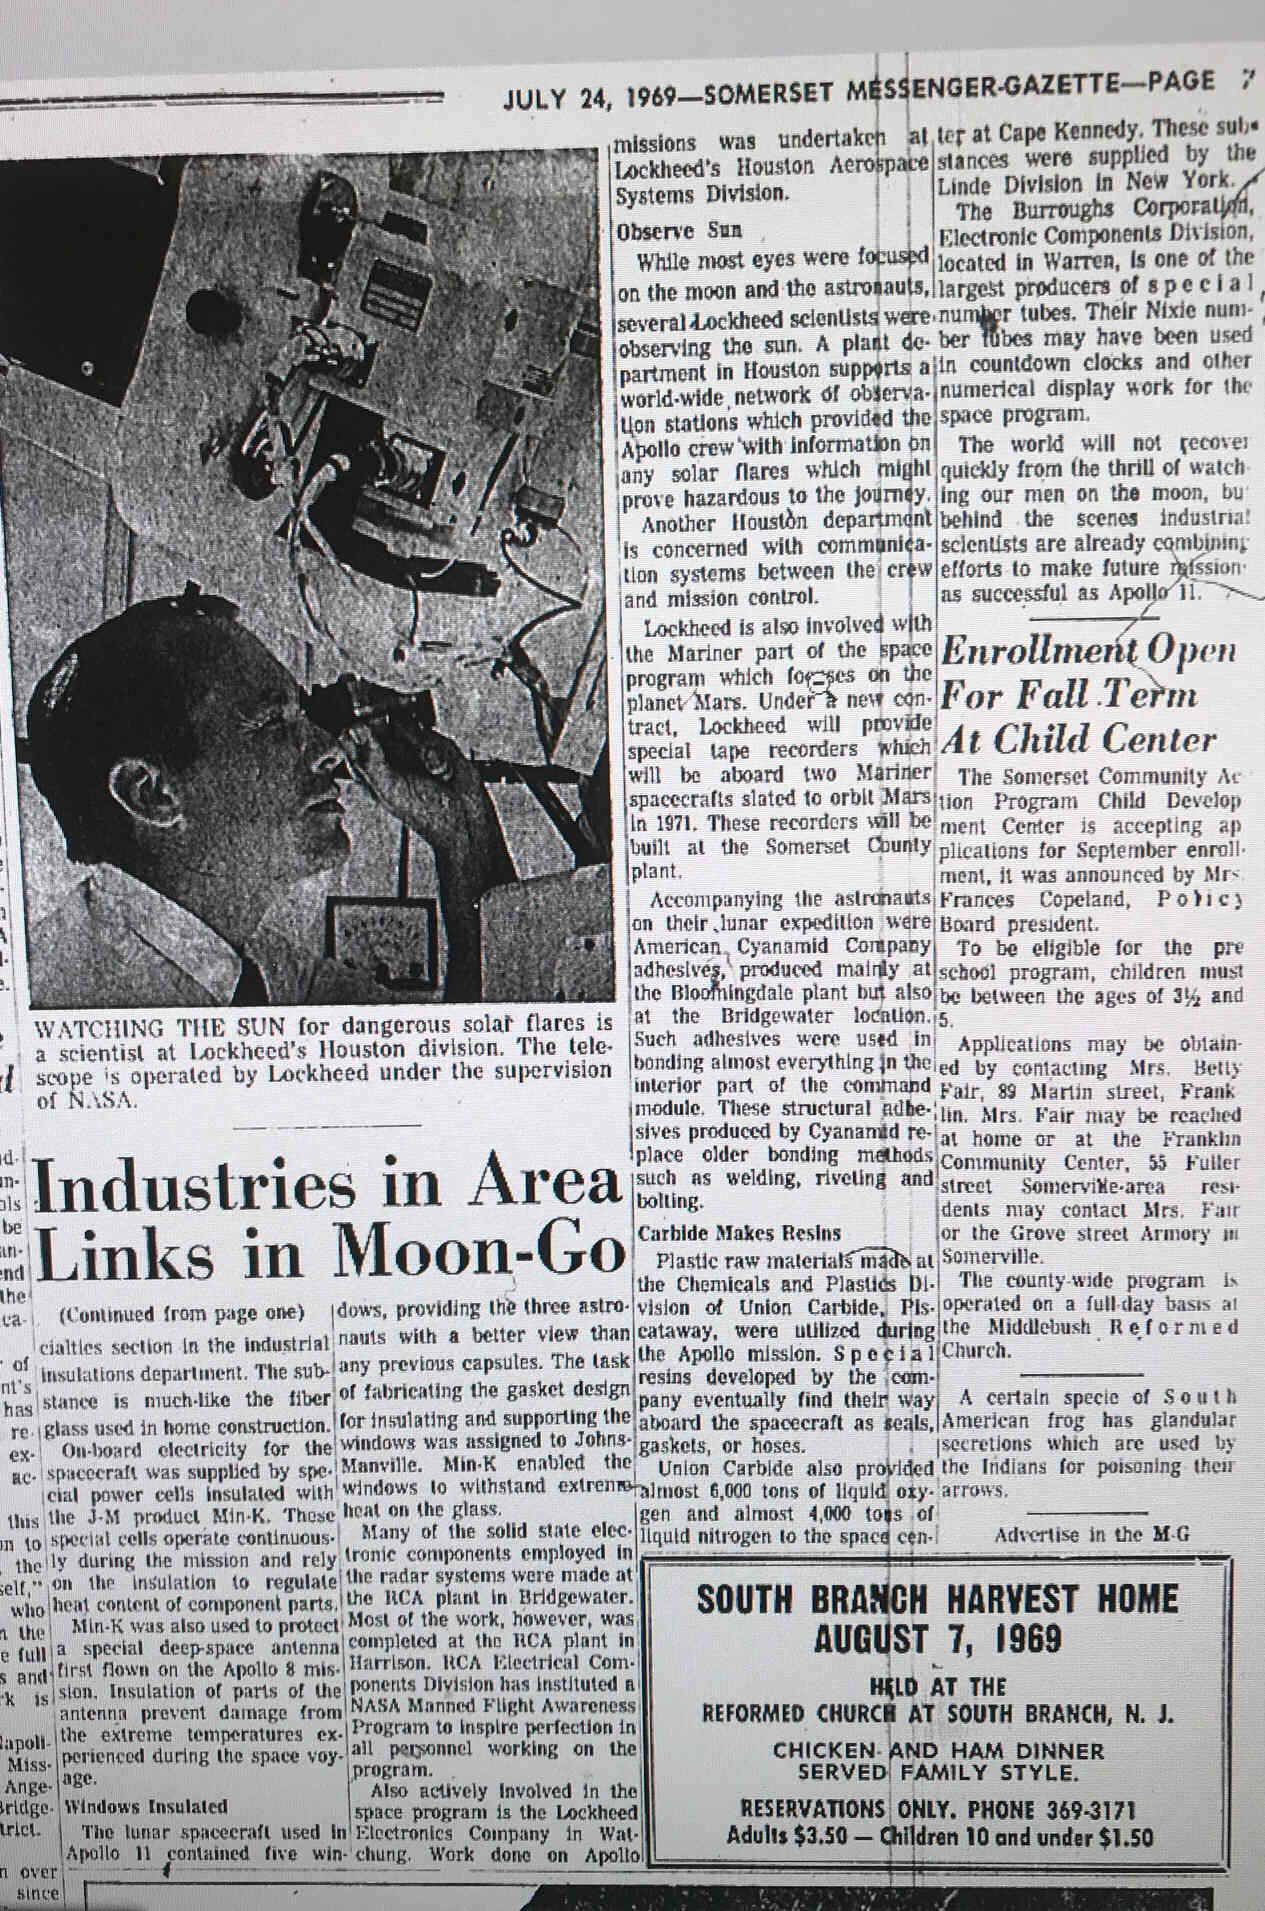 JULY 24, 1969—SOMERSET MESSENGER-GAZETTE—PAGE 7
WATCHING THE SUN for dangerous solar flares is
a scientist at Lockheed's Houston division. The tele-
scope is operated by Lockheed under the supervision
of NASA.
Industries in Area
Links in Moon-Go
(Continued from page one)
cialties section in the industrial
insulations department. The sub-
stance is much-like the fiber
glass used in home construction.
On-board electricity for the
spacecraft was supplied by spe-
cial power cells insulated with
the J-M product Min-K. These
special cells operate continuous-
ly during the mission and rely
on the insulation to regulate
heat content of component parts.
Min-K was also used to protect
a special deep-space antenna
first flown on the Apollo 8 mis-
sion. Insulation of parts of the
antenna prevent damage from
the extreme temperatures ex-
perienced during the space voy-
age.
Windows Insulated
The lunar spacecraft used in
Apollo 11 contained five win-
dows, providing the three astro-
nauts with a better view than
any previous capsules. The task
of fabricating the gasket design
for insulating and supporting the
windows was assigned to Johns-
Manville. Min-K enabled the
windows to withstand extreme
heat on the glass.
Many of the solid state elec-
tronic components employed in
the radar systems were made at
the RCA plant in Bridgewater.
Most of the work, however, was
completed at the RCA plant in
Harrison. RCA Electrical Com-
ponents Division has instituted a
NASA Manned Flight Awareness
Program to inspire perfection in
all personnel working on the
program.
Also actively involved in the
space program is the Lockheed
Electronics Company in Wat-
chung. Work done on Apollo
missions was undertaken at
Lockheed's Houston Aerospace
Systems Division.
Observe Sun
While most eyes were focused
on the moon and the astronauts,
several Lockheed scientists were
observing the sun. A plant de-
partment in Houston supports a
world-wide network of observa-
tion stations which provided the
Apollo crew with information on
any solar flares which might
prove hazardous to the journey.
Another Houston department
is concerned with communica-
tion systems between the crew
and mission control.
Lockheed is also involved with
the Mariner part of the space
program which focuses on the
planet Mars. Under a new con-
tract, Lockheed will provide
special tape recorders which
will be aboard two Mariner
spacecrafts slated to orbit Mars
in 1971. These recorders will be
built at the Somerset County
plant.
Accompanying the astronauts
on their lunar expedition were
American Cyanamid Company
adhesives, produced mainly at
the Bloomingdale plant but also
at the Bridgewater location.
Such adhesives were used in
bonding almost everything in the
interior part of the command
module. These structural adhe-
sives produced by Cyanamid re-
place older bonding methods
such as welding, riveting and
bolting.
Carbide Makes Resins
Plastic raw materials made at
the Chemicals and Plastics Di-
vision of Union Carbide, Pis-
cataway, were utilized during
the Apollo mission. Special
resins developed by the com-
pany eventually find their way
aboard the spacecraft as seals,
gaskets, or hoses.
Union Carbide also provided
almost 6,000 tons of liquid oxy-
gen and almost 4,000 tons of
liquid nitrogen to the space cen-
ter at Cape Kennedy. These sub-
stances were supplied by the
Linde Division in New York.
The Burroughs Corporation,
Electronic Components Division,
located in Warren, is one of the
largest producers of special
number tubes. Their Nixie num-
ber tubes may have been used
in countdown clocks and other
numerical display work for the
space program.
The world will not recover
quickly from the thrill of watch-
ing our men on the moon, bu
behind the scenes industrial
scientists are already combining
efforts to make future mission
as successful as Apollo 11.
Enrollment Open
For Fall Term
At Child Center
The Somerset Community Ac
tion Program Child Develop
ment Center is accepting ap
plications for September enroll-
ment, it was announced by Mrs.
Frances Copeland, Policy
Board president.
To be eligible for the pre
school program, children must
be between the ages of 3½ and
5.
Applications may be obtain-
ed by contacting Mrs. Betty
Fair, 89 Martin street, Frank
lin. Mrs. Fair may be reached
at home or at the Franklin
Community Center, 55 Fuller
street Somerville-area resi-
dents may contact Mrs. Fair
or the Grove street Armory in
Somerville.
The county-wide program is
operated on a full-day basis at
the Middlebush Reformed
Church.
A certain specie of South
American frog has glandular
secretions which are used by
the Indians for poisoning their
arrows.
Advertise in the M-G
SOUTH BRANCH HARVEST HOME
AUGUST 7, 1969
HELD AT THE
REFORMED CHURCH AT SOUTH BRANCH, N. J.
CHICKEN AND HAM DINNER
SERVED FAMILY STYLE.
RESERVATIONS ONLY. PHONE 369-3171
Adults $3.50 — Children 10 and under $1.50